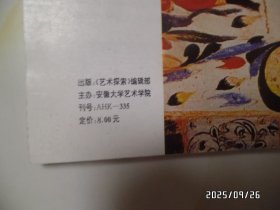 出版:《艺术探索》编辑部
主办:安徽大学艺术学院
刊号:AHK—335
定价:8.00元
2025/09/26